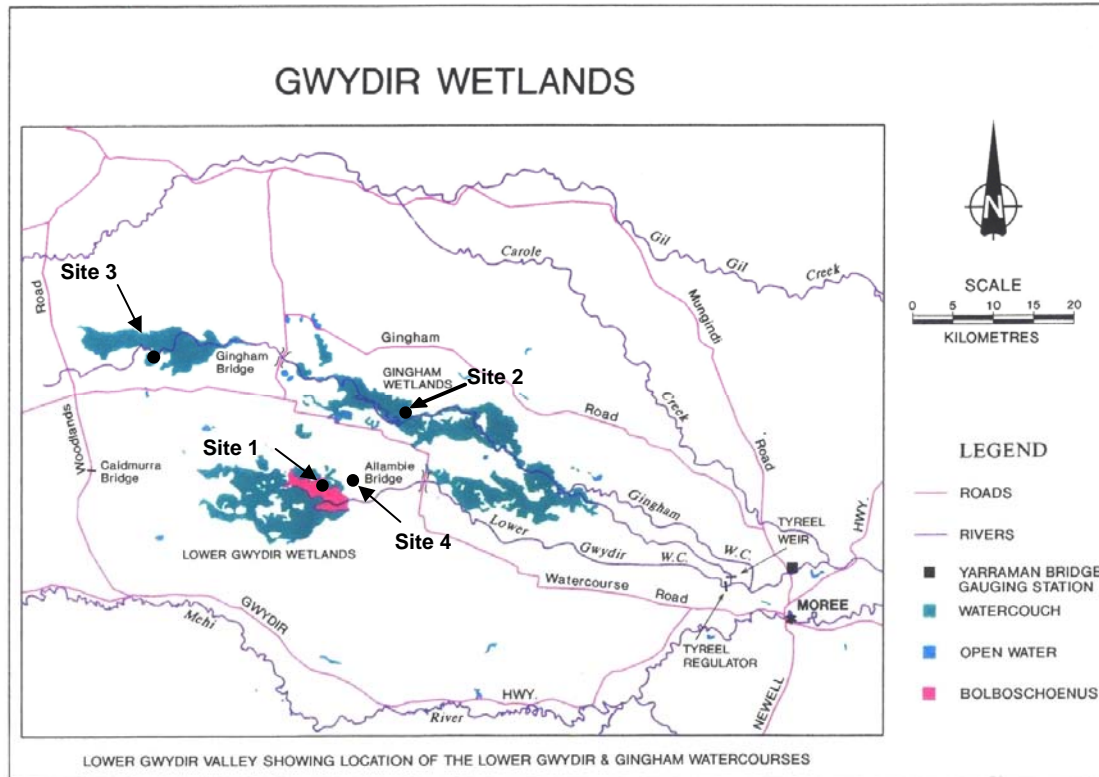 GWYDIR WETLANDS
Gil
Gil
Creek
Carole
Creek
Mungindi
Road
Site 3
Road
Gingham
Bridge
Gingham
Road
GINGHAM
WETLANDS
Site 2
Woodlands
Caidmurra
Bridge
Site 1
Allambie
Bridge
Site 4
LOWER GWYDIR WETLANDS
Gingham
W.C.
Lower
Gwydir
W.C.
TYREEL
WEIR
HWY.
Watercourse
Road
MOREE
TYREEL
REGULATOR
GWYDIR
HWY.
Mehi
River
NEWELL
N
SCALE
0 5 10 15 20
KILOMETRES
LEGEND
ROADS
RIVERS
YARRAMAN BRIDGE
GAUGING STATION
WATERCOUCH
OPEN WATER
BOLBOSCHOENUS
LOWER GWYDIR VALLEY SHOWING LOCATION OF THE LOWER GWYDIR & GINGHAM WATERCOURSES